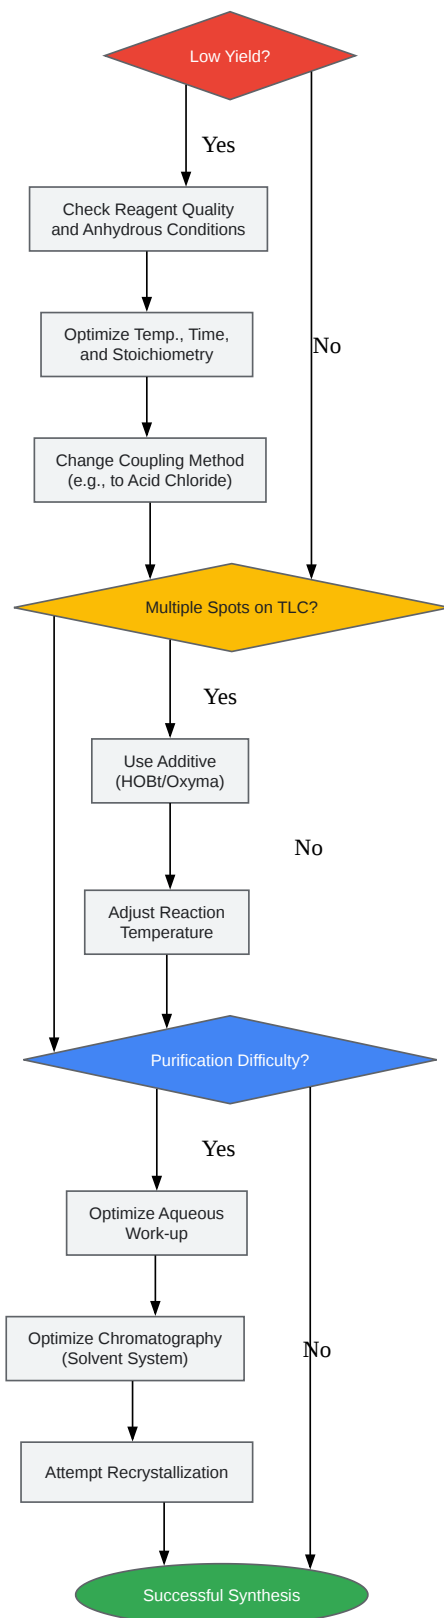 Low Yield?
Yes
Check Reagent Quality
and Anhydrous Conditions
Optimize Temp., Time,
and Stoichiometry
No
Change Coupling Method
(e.g., to Acid Chloride)
Multiple Spots on TLC?
Yes
Use Additive
(HOBt/Oxyma)
No
Adjust Reaction
Temperature
Purification Difficulty?
Yes
Optimize Aqueous
Work-up
Optimize Chromatography
(Solvent System)
No
Attempt Recrystallization
Successful Synthesis